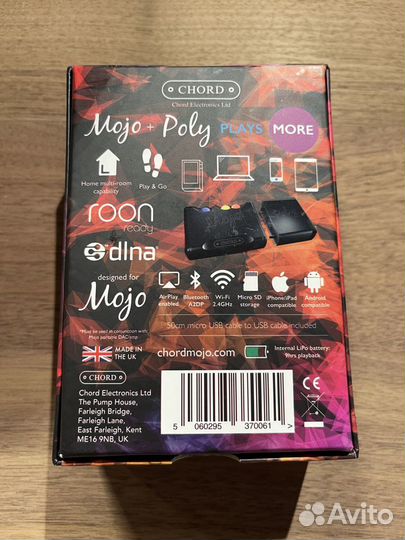 CHORD
Chord Electronics Ltd
Mojo + Poly PLAYS MORE
Home multi-room
capability
Play & Go
roon
ready
dlna
designed for
Mojo
*Must be used in conjunction with
Mojo portable DAC/amp
AirPlay
enabled
Bluetooth
A2DP
Wi-Fi
2.4GHz
Micro SD
storage
iPhone/iPad
compatible
Android
compatible
50cm micro USB cable to USB cable included
MADE IN
THE UK
chordmojo.com
Internal LiPo battery:
9hrs playback
CHORD
Chord Electronics Ltd
The Pump House,
Farleigh Bridge,
Farleigh Lane,
East Farleigh, Kent
ME16 9NB, UK
5 060295 370061 >
CE
Avito